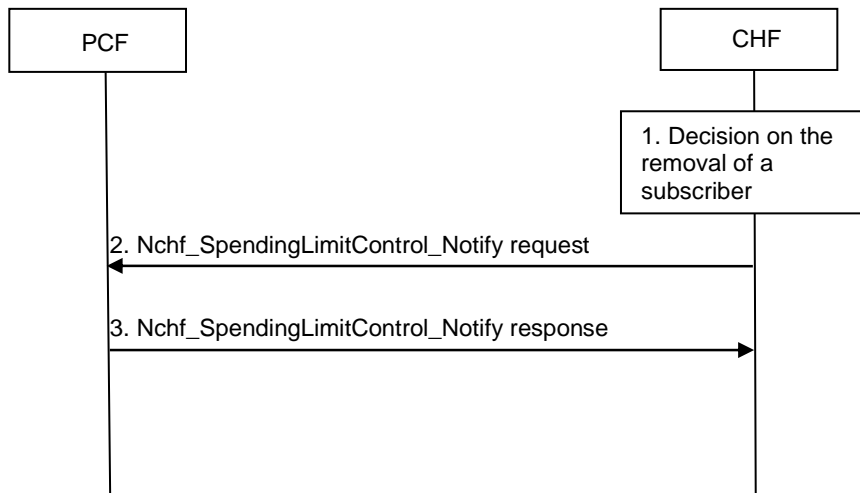 PCF
CHF
1. Decision on the
removal of a
subscriber
2. Nchf_SpendingLimitControl_Notify request
3. Nchf_SpendingLimitControl_Notify response